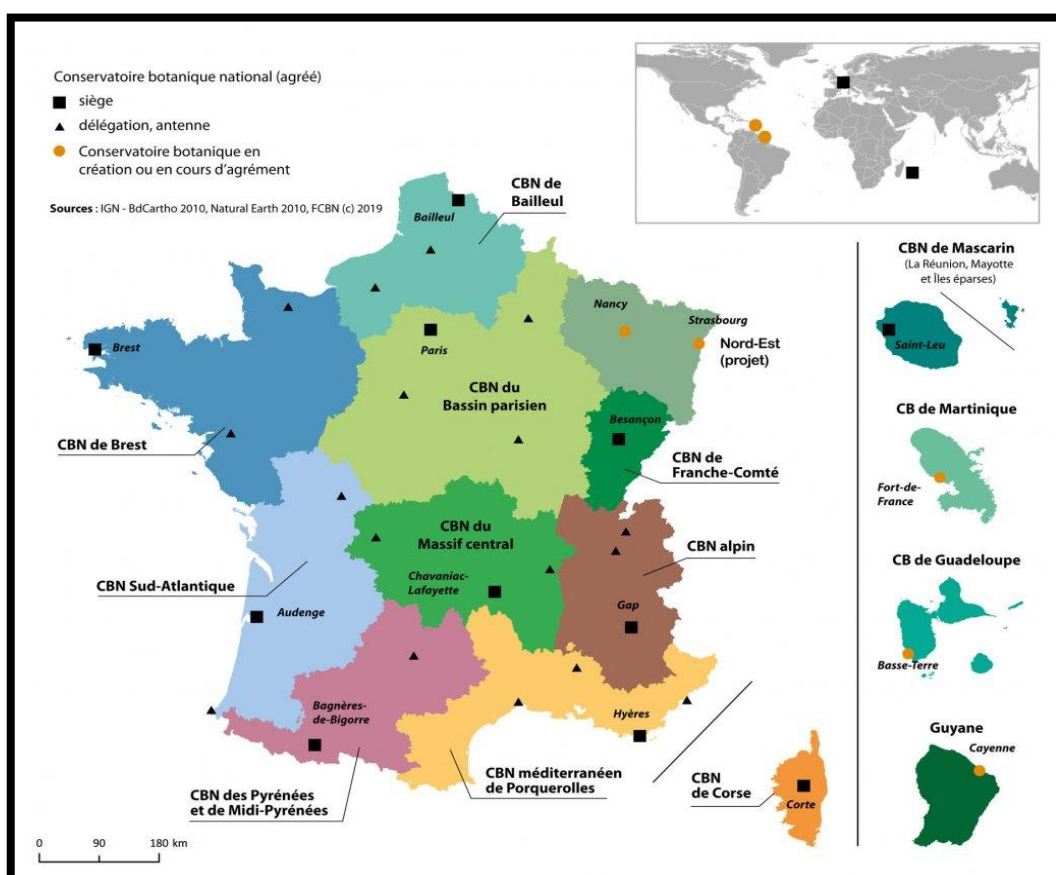 Conservatoire botanique national (agréé)
siège
délégation, antenne
Conservatoire botanique en
création ou en cours d'agrément
Sources : IGN - BdCartho 2010, Natural Earth 2010, FCBN (c) 2019
CBN de
Bailleul
Bailleul
Nancy
Strasbourg
Nord-Est
(projet)
Brest
Paris
CBN du
Bassin parisien
CBN de Brest
Besançon
CBN de
Franche-Comté
CBN du
Massif central
CBN alpin
CBN Sud-Atlantique
Chavaniac-
Lafayette
Audenge
Gap
Bagnères-
de-Bigorre
Hyères
CBN des Pyrénées
et de Midi-Pyrénées
CBN méditerranéen
de Porquerolles
CBN
de Corse
Corte
0 90 180 km
CBN de Mascarin
(La Réunion, Mayotte
et Îles éparses)
Saint-Leu
CB de Martinique
Fort-de-
France
CB de Guadeloupe
Basse-Terre
Guyane
Cayenne